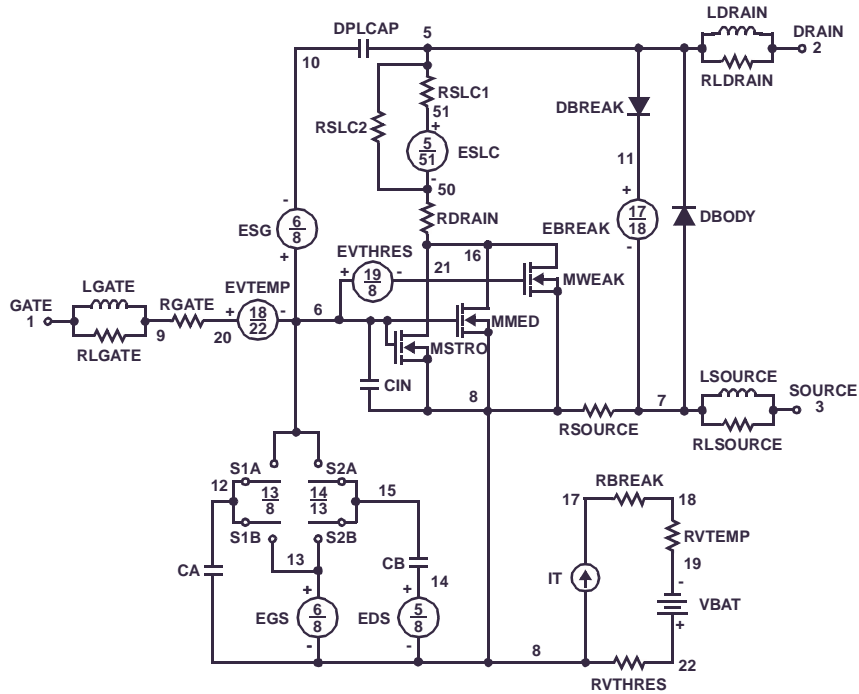 LDRAIN
DPLCAP 5 DRAIN
10 2
RLDRAIN
RSLC1
51
DBREAK
RSLC2
+
5
51
ESLC
-
11
50
-
+
RDRAIN
6
8
ESG
17
18
EBREAK
DBODY
+
EVTHRES
16
-
+ 19
8 - 21
MWEAK
LGATE
EVTEMP
GATE
1
RGATE
+ 18
22 -
6
MMED
9
20
MSTRO
RLGATE
CIN
LSOURCE
8
7
SOURCE
3
RSOURCE
RLSOURCE
S1A S2A
12
13
8
14
13
15
RBREAK
17 18
S1B S2B
RVTEMP
13
CB
CA
19
14
IT
-
+ +
VBAT
EGS 6
8
EDS 5
8
+
- -
8
22
RVTHRES